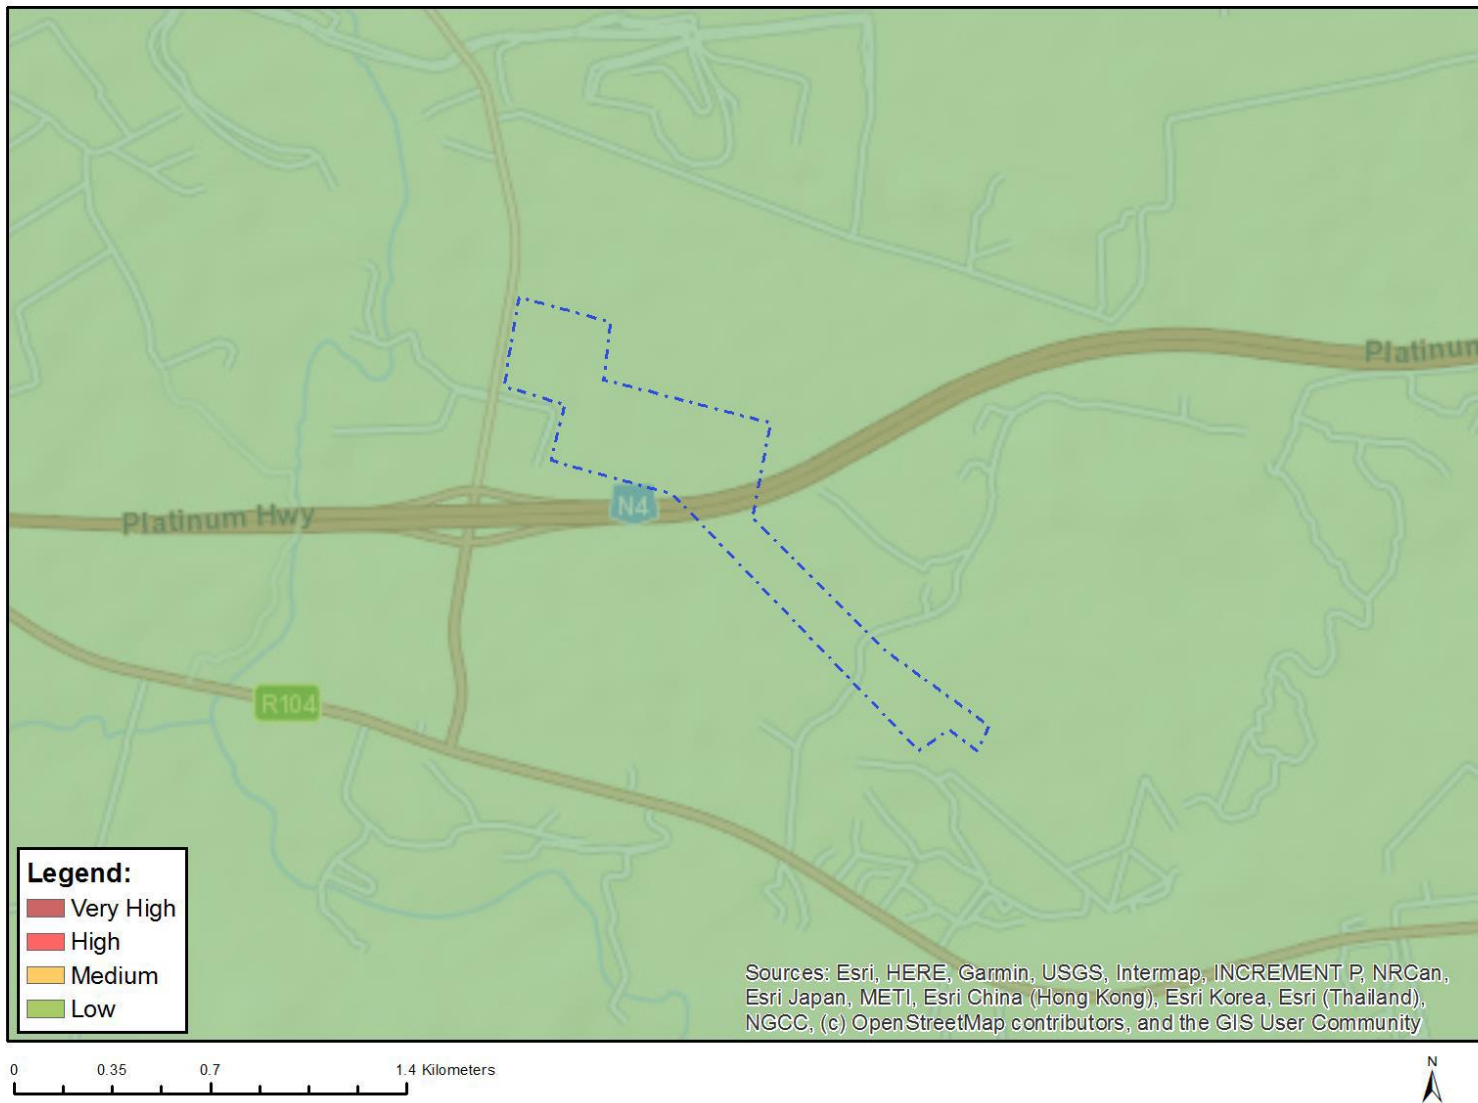 Platinum
N4
Platinum Hwy
R104
Legend:
Very High
High
Medium
Low
Sources: Esri, HERE, Garmin, USGS, Intermap, INCREMENT P, NRCan,
Esri Japan, METI, Esri China (Hong Kong), Esri Korea, Esri (Thailand),
NGCC, (c) OpenStreetMap contributors, and the GIS User Community
0 0.35 0.7 1.4 Kilometers
N